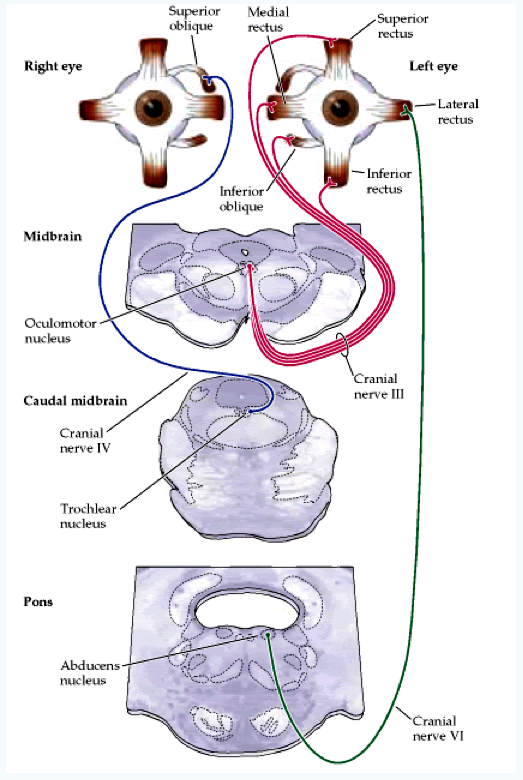 Superior
oblique
Medial
rectus
Superior
rectus
Right eye
Left eye
Lateral
rectus
Inferior
oblique
Inferior
rectus
Midbrain
Oculomotor
nucleus
Cranial
nerve III
Caudal midbrain
Cranial
nerve IV
Trochlear
nucleus
Pons
Abducens
nucleus
Cranial
nerve VI